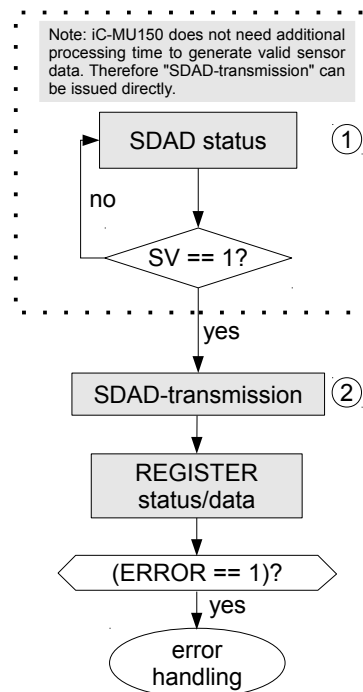 Note: iC-MU150 does not need additional
processing time to generate valid sensor
data. Therefore "SDAD-transmission" can
be issued directly.
SDAD status
1
no
SV == 1?
yes
SDAD-transmission
2
REGISTER
status/data
(ERROR == 1)?
yes
error
handling